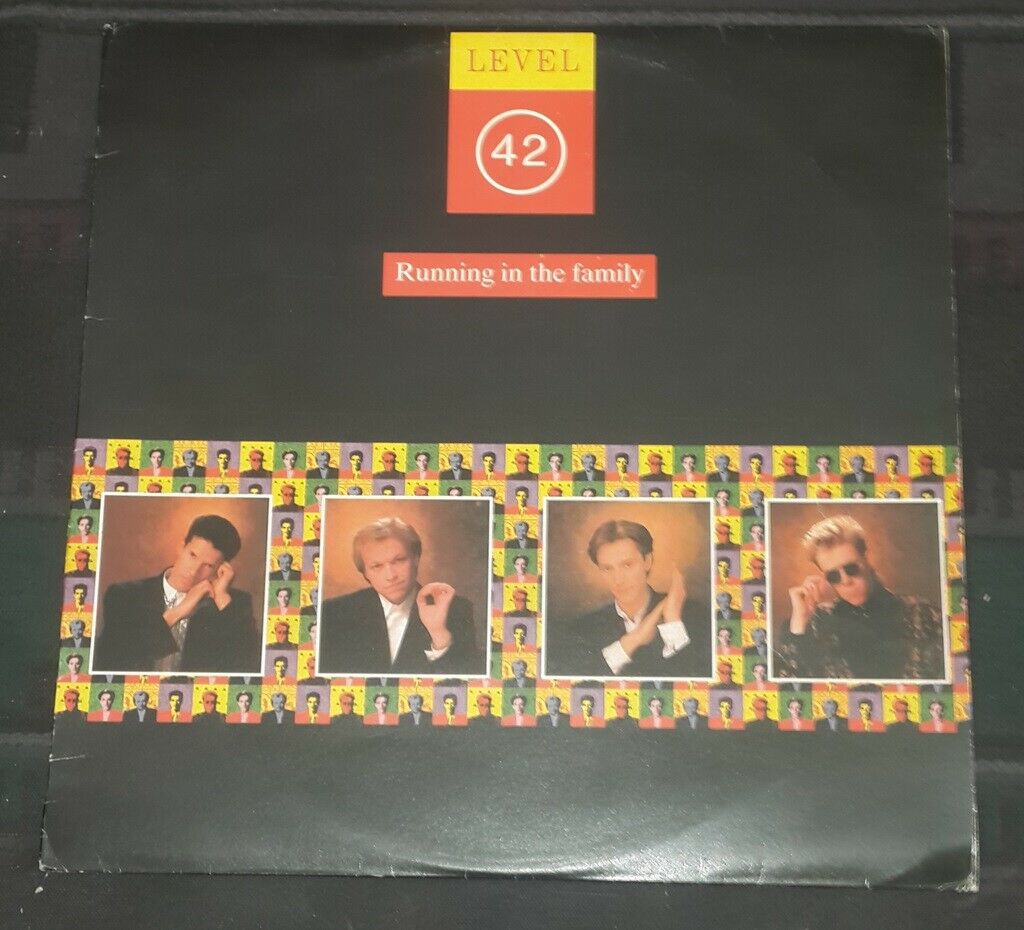 LEVEL
42
Running in the family